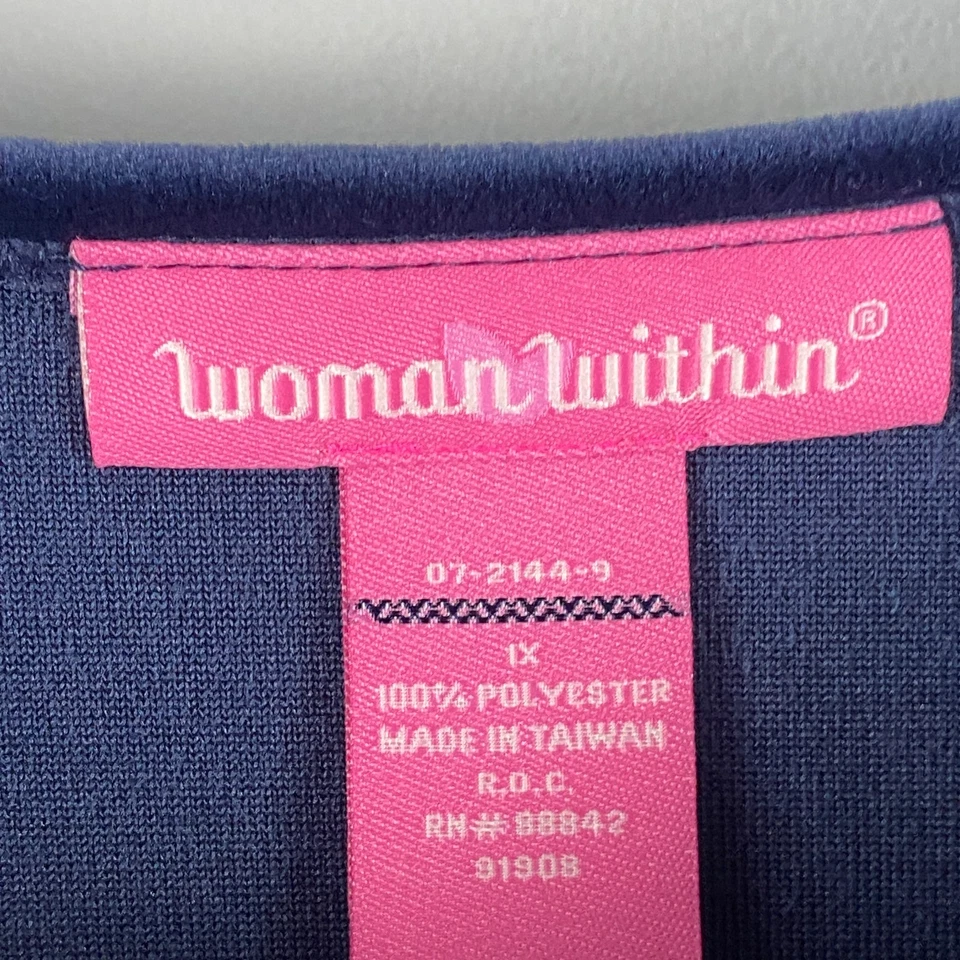 woman within®
07-2144-9
1X
100% POLYESTER
MADE IN TAIWAN
R.O.C.
RN# 88842
91908